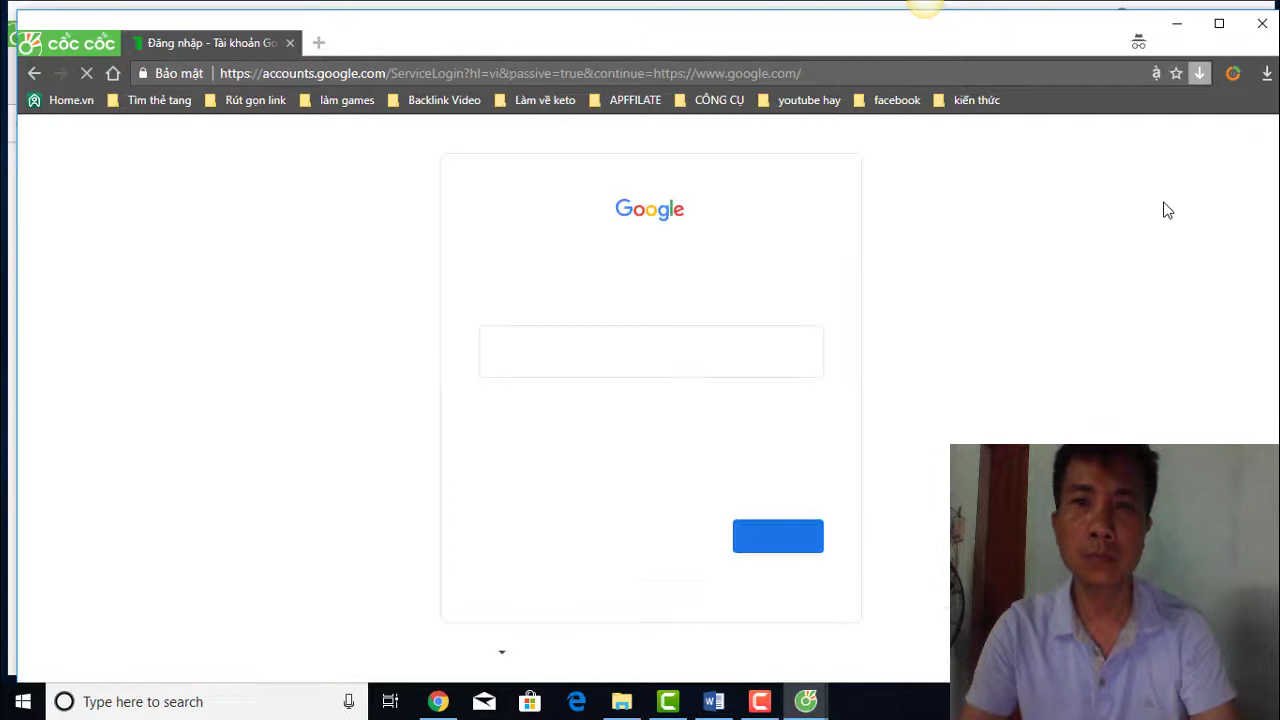 cốc cốc
Đăng nhập - Tài khoản Go
Bảo mật https://accounts.google.com/ServiceLogin?hl=vi&passive=true&continue=https://www.google.com/
Home.vn Tìm thẻ tang Rút gọn link làm games Backlink Video Làm về keto APFFILATE CÔNG CỤ youtube hay facebook kiến thức
Google
Type here to search